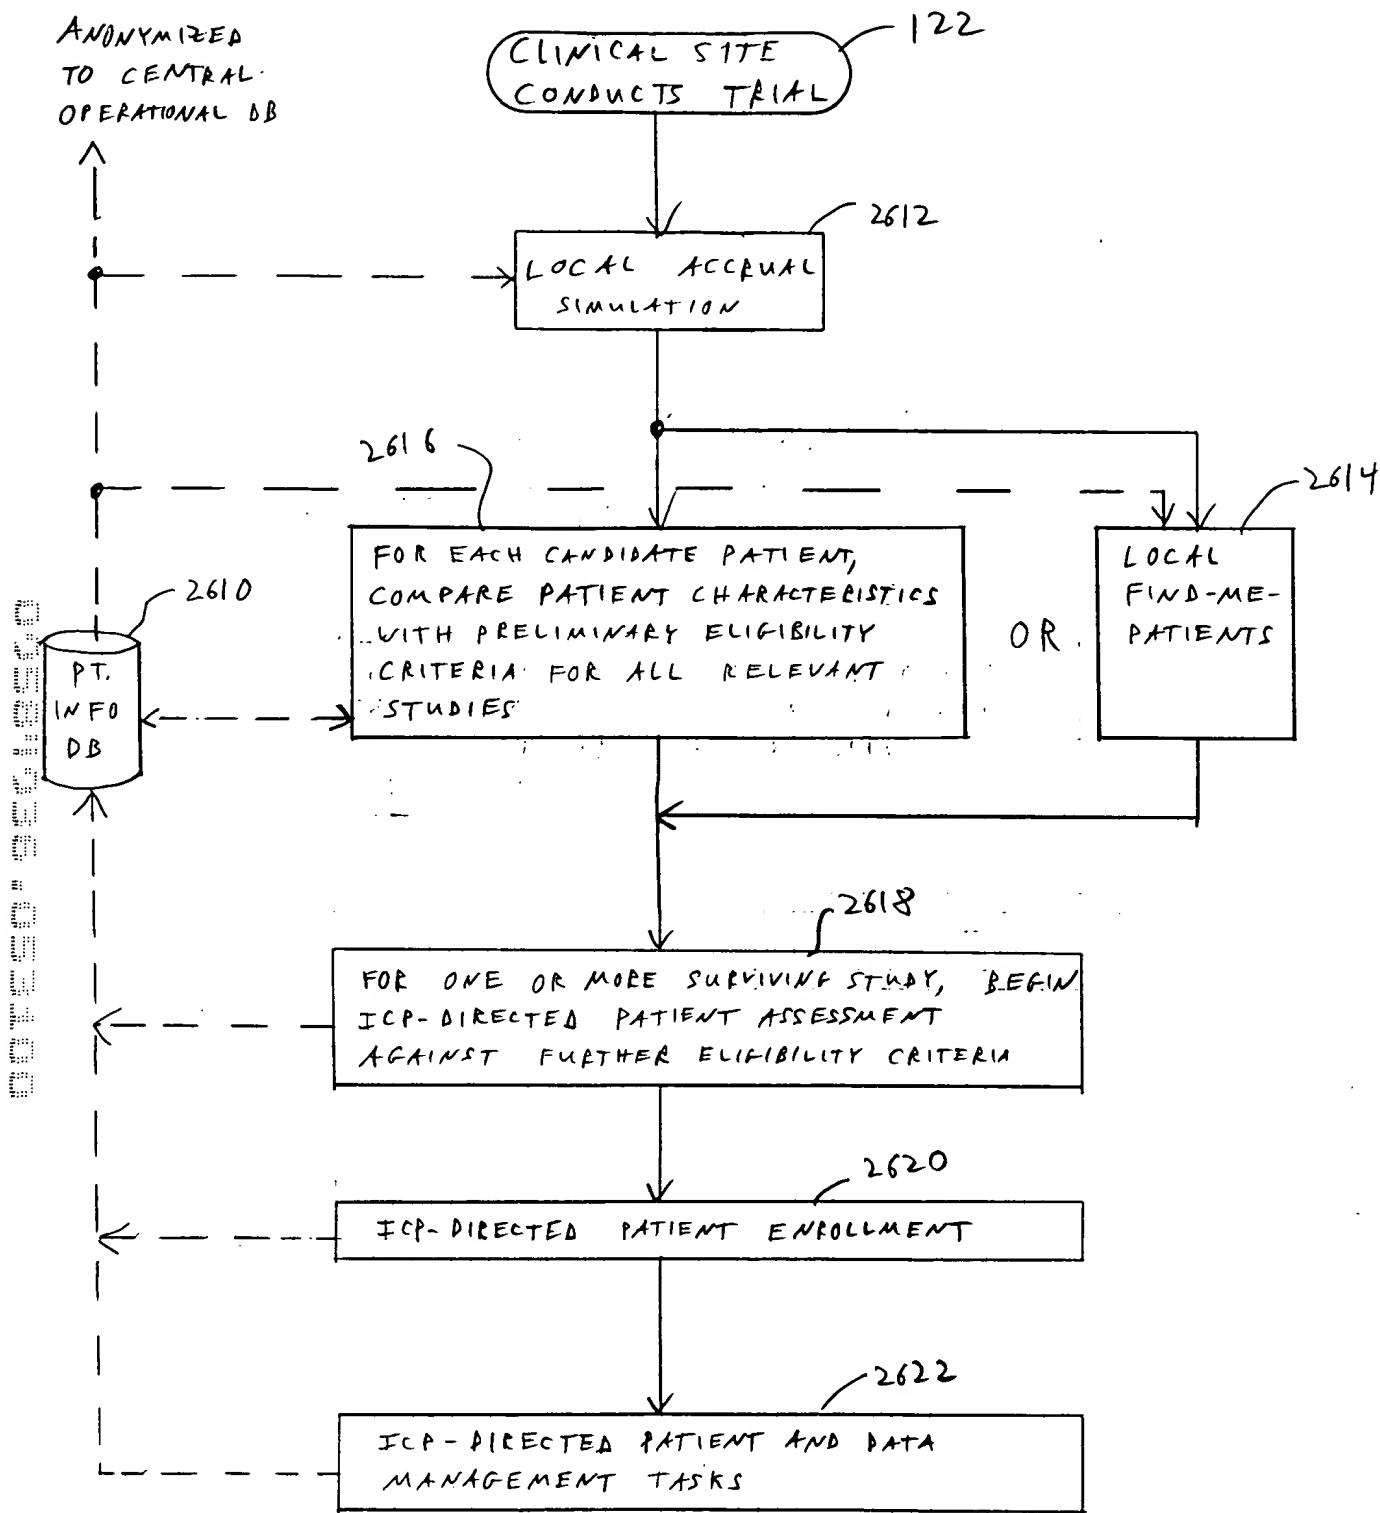 ANONYMIZED
TO CENTRAL
OPERATIONAL DB
CLINICAL SITE
CONDUCTS TRIAL
122
2612
LOCAL ACCRUAL
SIMULATION
2616
2614
FOR EACH CANDIDATE PATIENT,
COMPARE PATIENT CHARACTERISTICS
WITH PRELIMINARY ELIGIBILITY
CRITERIA FOR ALL RELEVANT
STUDIES
OR
LOCAL
FIND-ME-
PATIENTS
2610
PT.
INFO
DB
2618
FOR ONE OR MORE SURVIVING STUDY, BEGIN
ICP-DIRECTED PATIENT ASSESSMENT
AGAINST FURTHER ELIGIBILITY CRITERIA
2620
ICP-DIRECTED PATIENT ENROLLMENT
2622
ICP-DIRECTED PATIENT AND DATA
MANAGEMENT TASKS